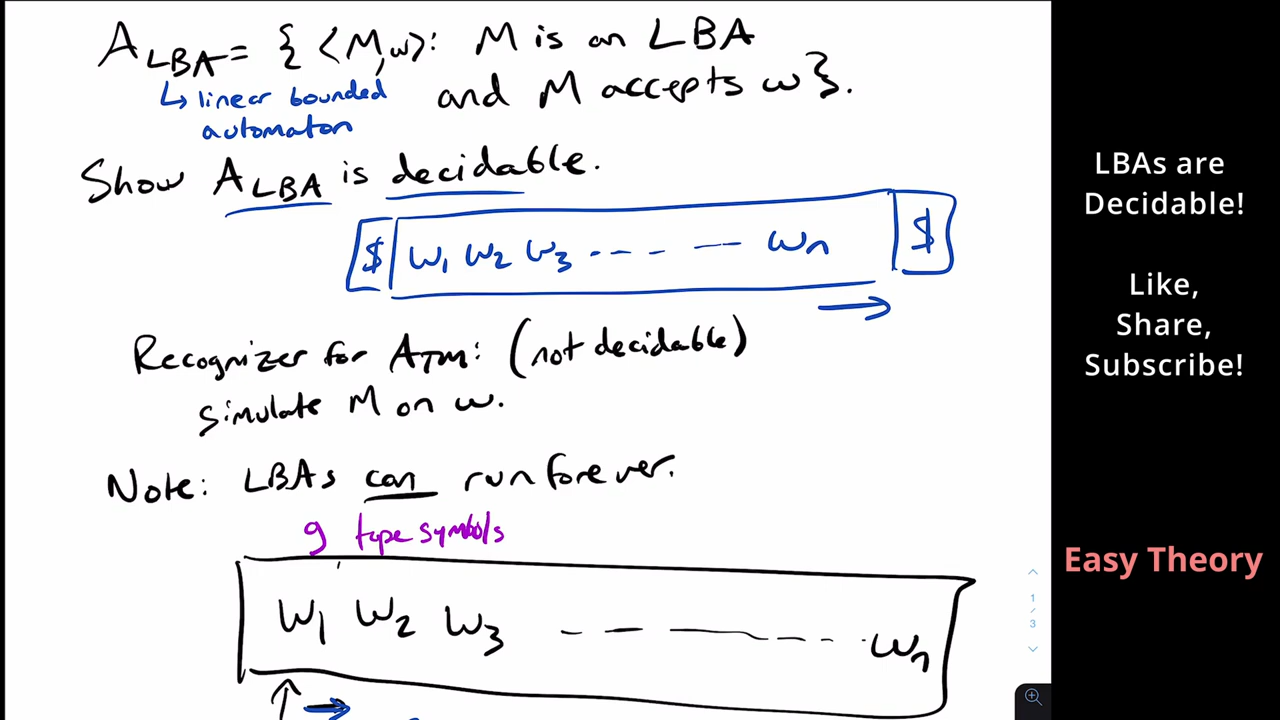 A_LBA = { <M,w>: M is an LBA
and M accepts w }.
↳ linear bounded
automaton
Show A_LBA is decidable.
$ w1 w2 w3 ---- --- wn $
→
Recognizer for A_TM: (not decidable)
simulate M on w.
Note: LBAs can run forever.
g tape symbols
w1 w2 w3 --- --- wn
↑ →
LBAs are
Decidable!
Like,
Share,
Subscribe!
Easy Theory
1
/
3